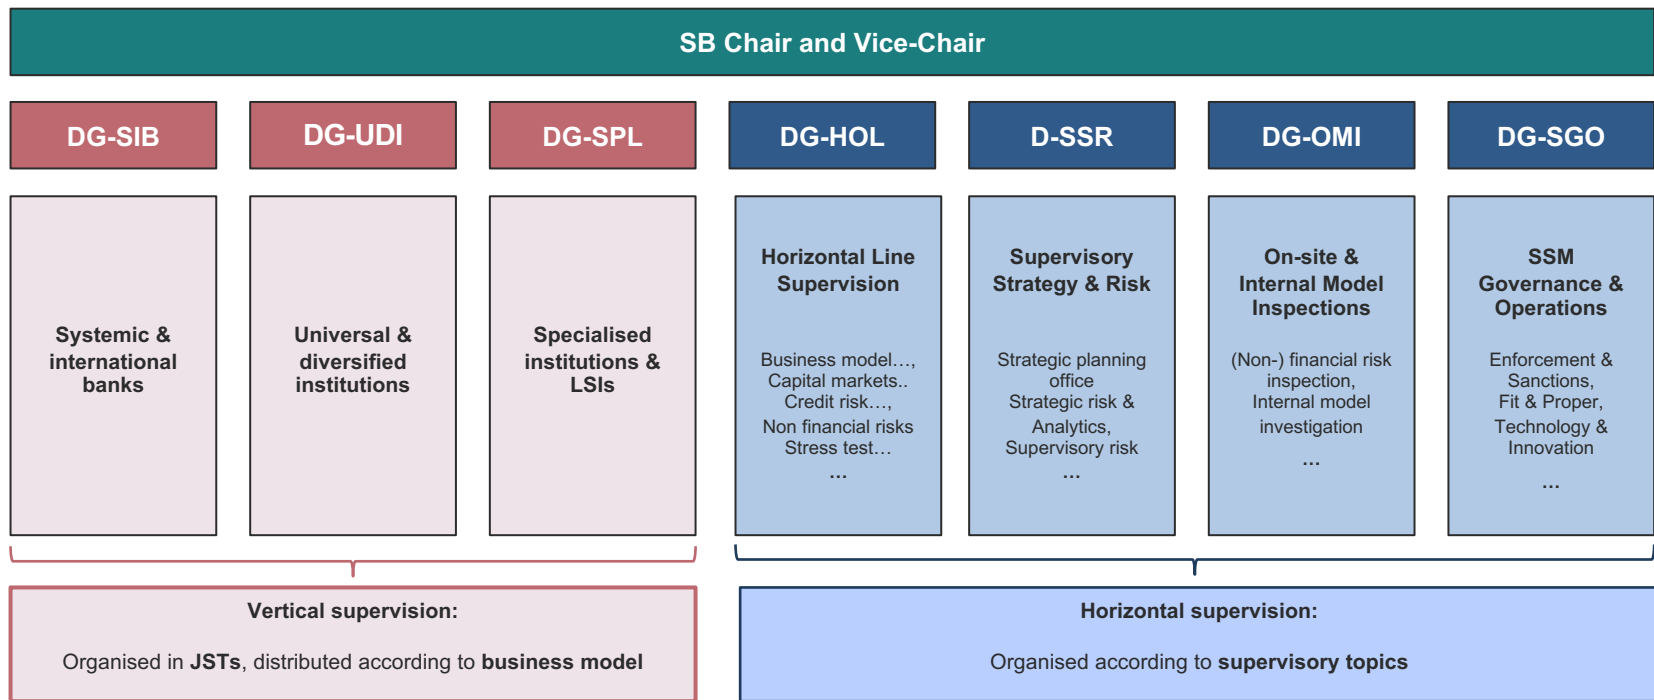 SB Chair and Vice-Chair
DG-SIB
DG-UDI
DG-SPL
DG-HOL
D-SSR
DG-OMI
DG-SGO
Systemic &
international
banks
Universal &
diversified
institutions
Specialised
institutions &
LSIs
Horizontal Line
Supervision
Business model…,
Capital markets..
Credit risk…,
Non financial risks
Stress test…
…
Supervisory
Strategy & Risk
Strategic planning
office
Strategic risk &
Analytics,
Supervisory risk
…
On-site &
Internal Model
Inspections
(Non-) financial risk
inspection,
Internal model
investigation
…
SSM
Governance &
Operations
Enforcement &
Sanctions,
Fit & Proper,
Technology &
Innovation
…
Vertical supervision:
Organised in JSTs, distributed according to business model
Horizontal supervision:
Organised according to supervisory topics